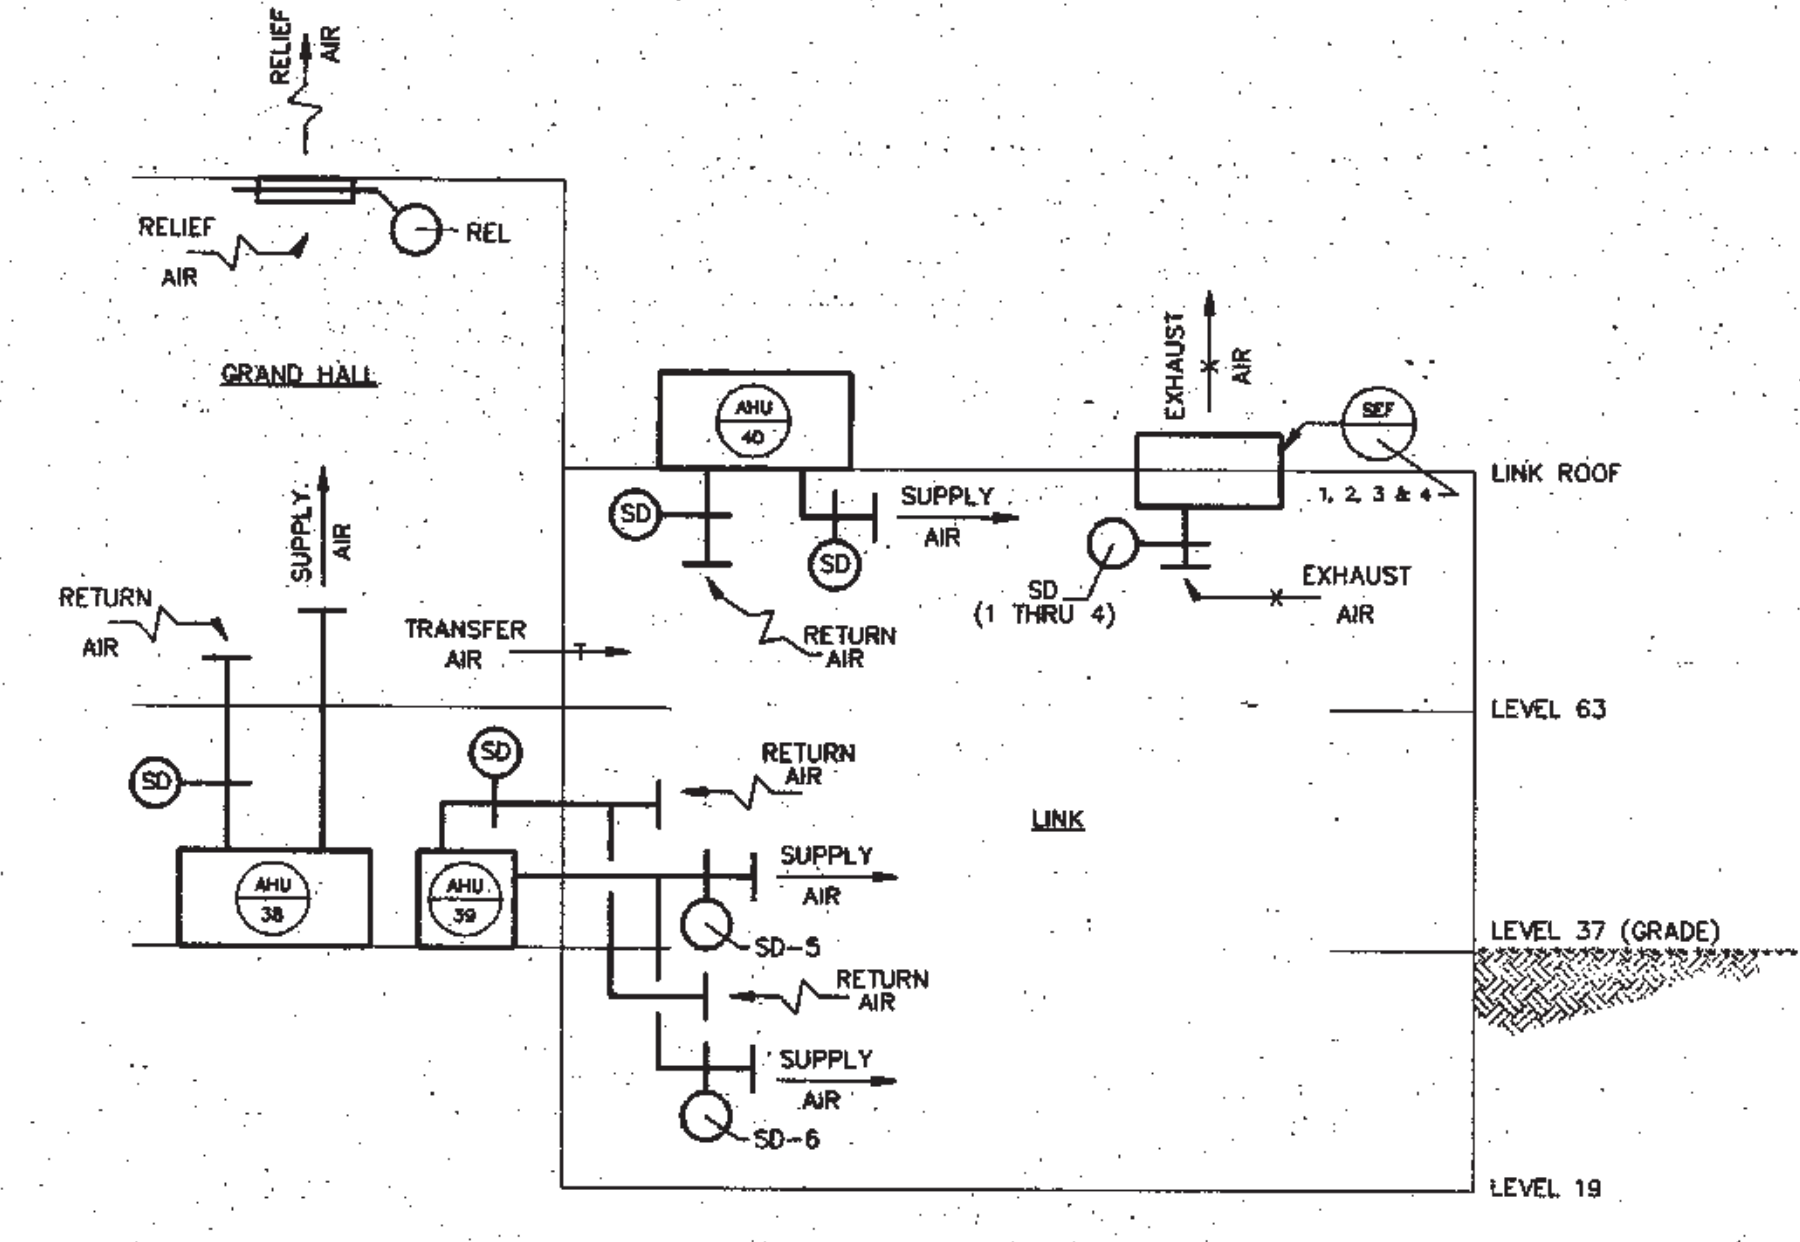 RELIEF
AIR
RELIEF
AIR
REL
GRAND HALL
EXHAUST
AIR
AHU
40
SEF
1, 2, 3 & 4
LINK ROOF
SUPPLY
AIR
SD
SUPPLY
AIR
SD
SD
(1 THRU 4)
EXHAUST
AIR
RETURN
AIR
TRANSFER
AIR
T
RETURN
AIR
LEVEL 63
SD
SD
RETURN
AIR
LINK
AHU
38
AHU
39
SUPPLY
AIR
SD-5
LEVEL 37 (GRADE)
RETURN
AIR
SUPPLY
AIR
SD-6
LEVEL 19